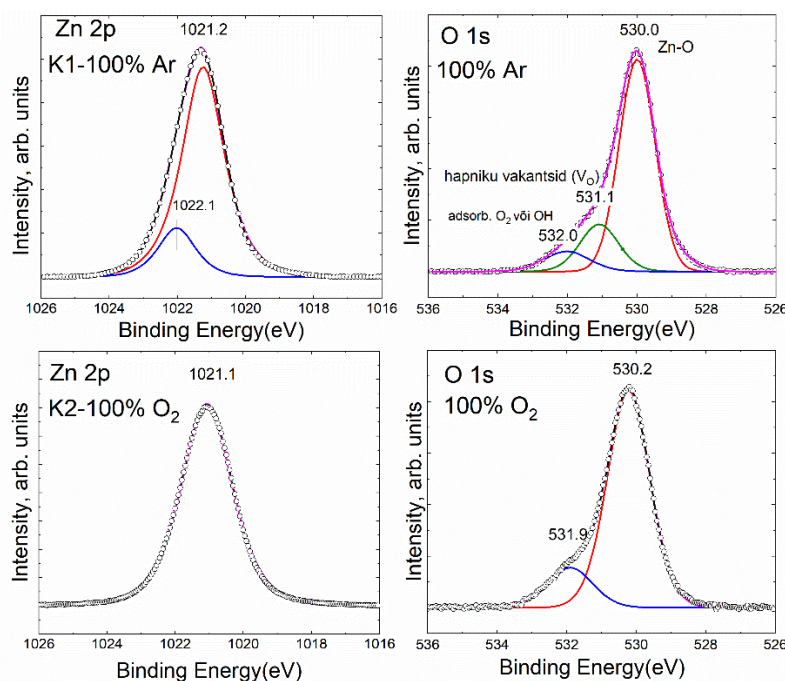 Zn 2p
K1-100% Ar
1021.2
1022.1
Intensity, arb. units
1026 1024 1022 1020 1018 1016
Binding Energy(eV)
O 1s
100% Ar
530.0
Zn-O
hapniku vakantsid (VO)
531.1
adsorb. O2 või OH
532.0
Intensity, arb. units
536 534 532 530 528 526
Binding Energy(eV)
Zn 2p
K2-100% O2
1021.1
Intensity, arb. units
1026 1024 1022 1020 1018 1016
Binding Energy(eV)
O 1s
100% O2
530.2
531.9
Intensity, arb. units
536 534 532 530 528 526
Binding Energy(eV)